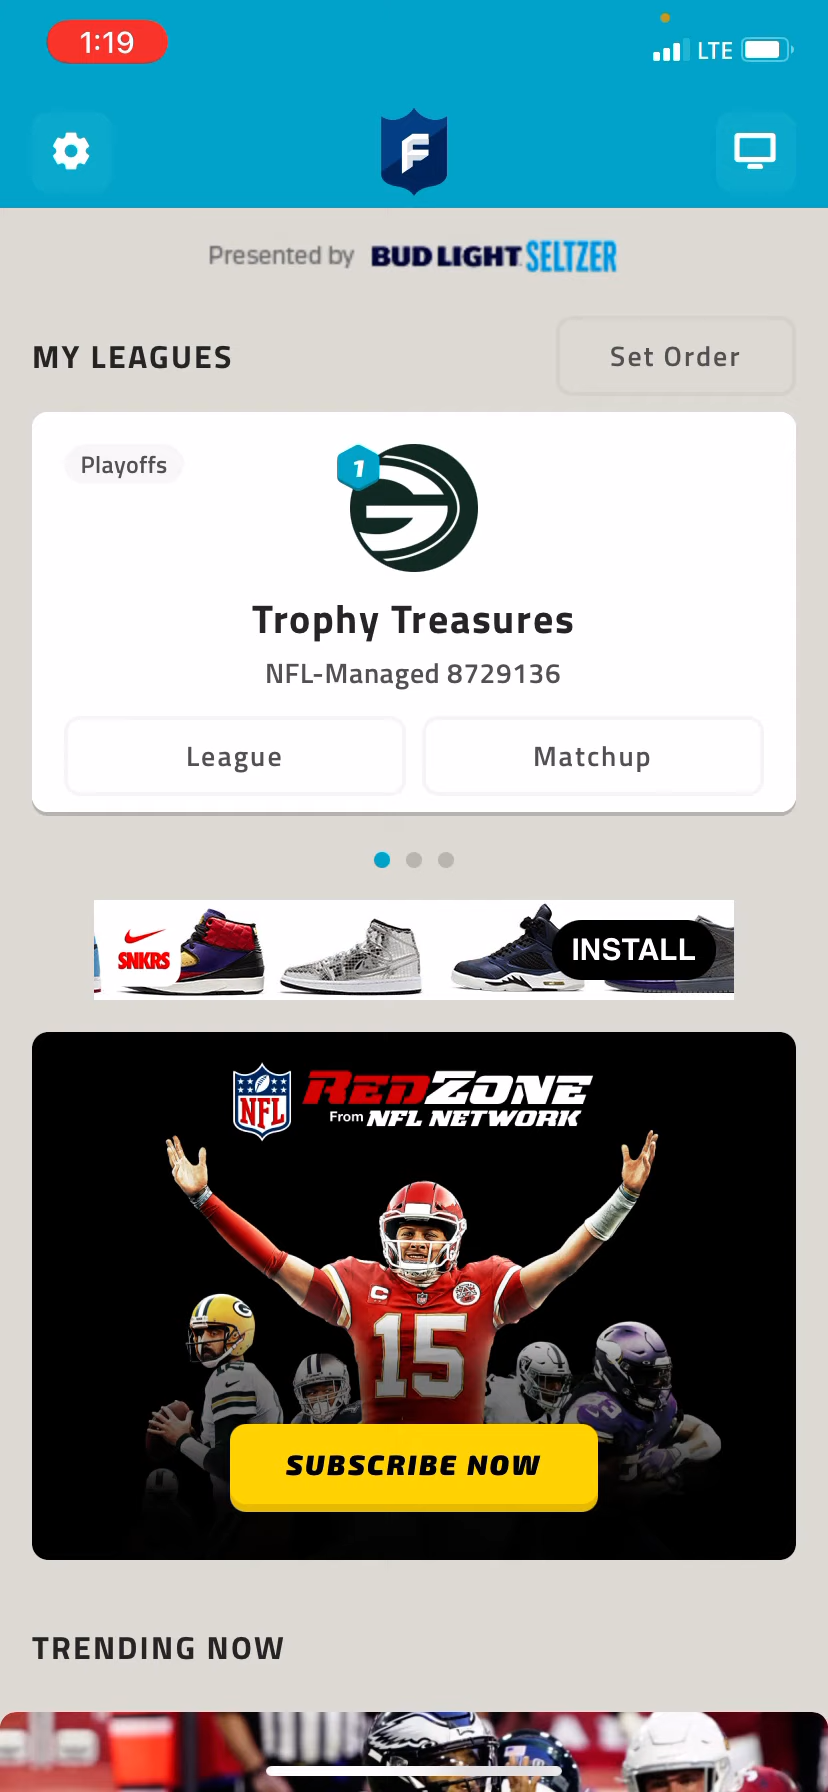 1:19
LTE
F
Presented by BUD LIGHT SELTZER
MY LEAGUES
Set Order
Playoffs
1
G
Trophy Treasures
NFL-Managed 8729136
League
Matchup
SNKRS
INSTALL
NFL
REDZONE
From NFL NETWORK
C
G
15
SUBSCRIBE NOW
TRENDING NOW